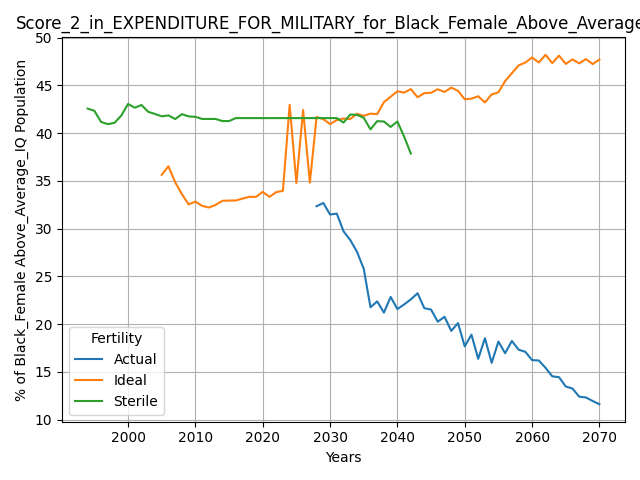 Score_2_in_EXPENDITURE_FOR_MILITARY_for_Black_Female_Above_Average
% of Black_Female Above_Average_IQ Population
50
45
40
35
30
25
20
15
10
Fertility
Actual
Ideal
Sterile
2000 2010 2020 2030 2040 2050 2060 2070
Years